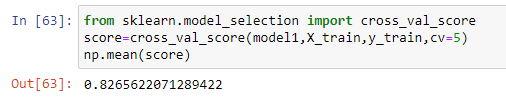 In [63]: from sklearn.model_selection import cross_val_score
score=cross_val_score(model1,X_train,y_train,cv=5)
np.mean(score)
Out[63]: 0.8265622071289422